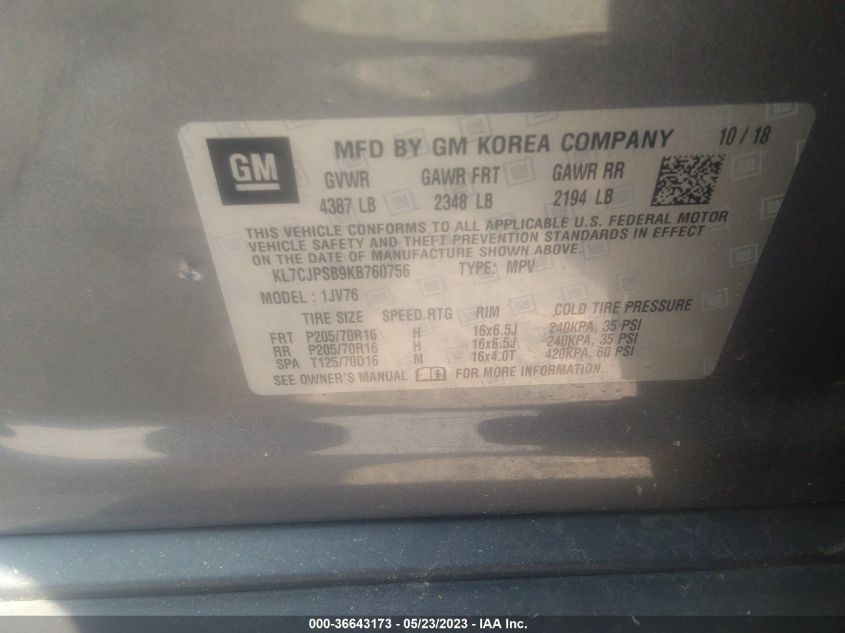 GM
MFD BY GM KOREA COMPANY 10/18
GVWR GAWR FRT GAWR RR
4387 LB 2348 LB 2194 LB
THIS VEHICLE CONFORMS TO ALL APPLICABLE U.S. FEDERAL MOTOR
VEHICLE SAFETY AND THEFT PREVENTION STANDARDS IN EFFECT
ON THE DATE OF MANUFACTURE SHOWN ABOVE.
KL7CJPSB9KB760756 TYPE: MPV
MODEL: 1JV76
TIRE SIZE SPEED RTG RIM COLD TIRE PRESSURE
FRT P205/70R16 H 16x6.5J 240KPA, 35 PSI
RR P205/70R16 H 16x6.5J 240KPA, 35 PSI
SPA T125/70D16 M 16x4.0T 420KPA, 60 PSI
SEE OWNER'S MANUAL FOR MORE INFORMATION.
000-36643173 - 05/23/2023 - IAA Inc.